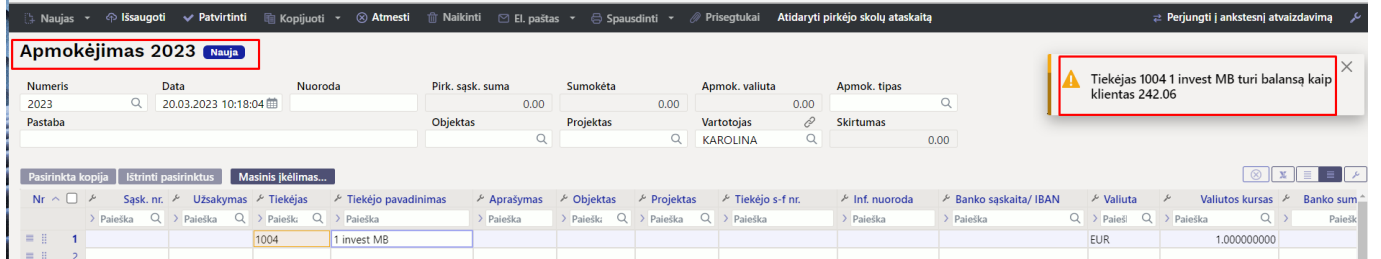 Naujas Išsaugoti Patvirtinti Kopijuoti Atmesti Naikinti El. paštas Spausdinti Prisegtukai Atidaryti pirkėjo skolų ataskaitą Perjungti į ankstesnį atvaizdavimą
Apmokėjimas 2023 Nauja
Tiekėjas 1004 1 invest MB turi balansą kaip
klientas 242.06
Numeris Data Nuoroda Pirk. sąsk. suma Sumokėta Apmok. valiuta Apmok. tipas
2023 20.03.2023 10:18:04 0.00 0.00 0.00
Pastaba Objektas Projektas Vartotojas Skirtumas
KAROLINA 0.00
Pasirinkta kopija Ištrinti pasirinktus Masinis įkėlimas...
Nr Sąsk. nr. Užsakymas Tiekėjas Tiekėjo pavadinimas Aprašymas Objektas Projektas Tiekėjo s-f nr. Inf. nuoroda Banko sąskaita/ IBAN Valiuta Valiutos kursas Banko sum
Paieška Paieška Paiešk: Paieška Paieška Paiešk: Paieška Paieška Paieška Paieška Paieši Paieška Paiešk
1 1004 1 invest MB EUR 1.000000000
2